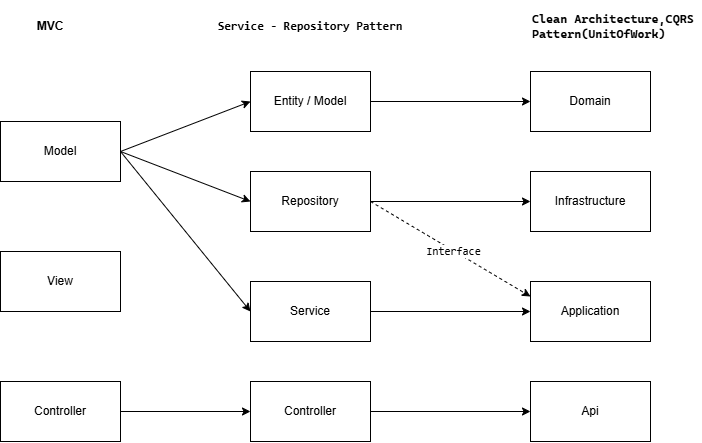 MVC
Service - Repository Pattern
Clean Architecture,CQRS
Pattern(UnitOfWork)
Entity / Model
Domain
Model
Repository
Infrastructure
Interface
View
Service
Application
Controller
Controller
Api